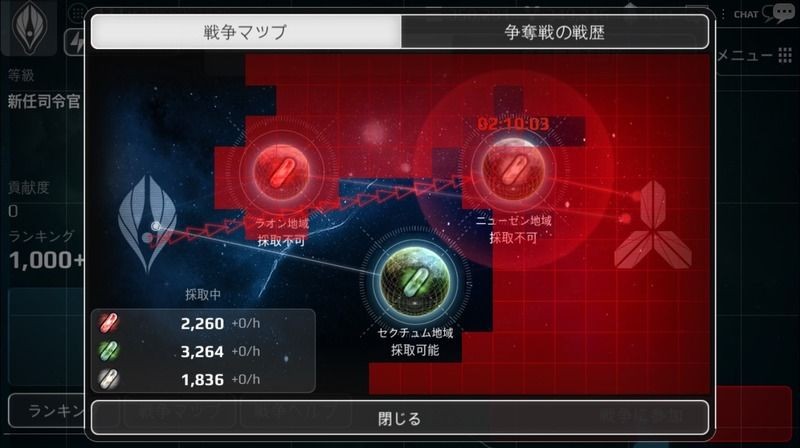 CHAT
戦争マップ
争奪戦の戦歴
メニュー
等級
新任司令官
02:10:03
貢献度
0
ランキング
1,000+
ラオン地域
採取不可
ニューゼン地域
採取不可
セクチュム地域
採取可能
採取中
2,260 +0/h
3,264 +0/h
1,836 +0/h
ランキン
戦争マップ
戦争ヘルプ
戦争に参加
閉じる